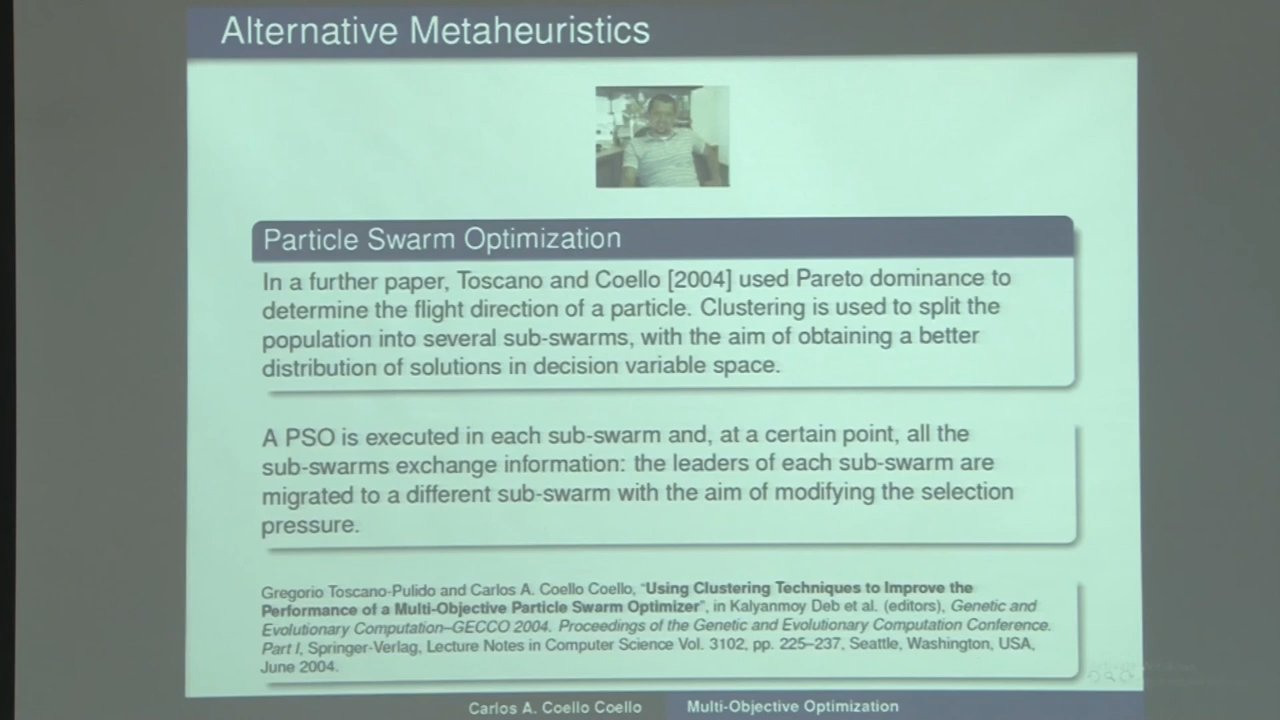 Alternative Metaheuristics
Particle Swarm Optimization
In a further paper, Toscano and Coello [2004] used Pareto dominance to
determine the flight direction of a particle. Clustering is used to split the
population into several sub-swarms, with the aim of obtaining a better
distribution of solutions in decision variable space.
A PSO is executed in each sub-swarm and, at a certain point, all the
sub-swarms exchange information: the leaders of each sub-swarm are
migrated to a different sub-swarm with the aim of modifying the selection
pressure.
Gregorio Toscano-Pulido and Carlos A. Coello Coello, "Using Clustering Techniques to Improve the
Performance of a Multi-Objective Particle Swarm Optimizer", in Kalyanmoy Deb et al. (editors), Genetic and
Evolutionary Computation–GECCO 2004. Proceedings of the Genetic and Evolutionary Computation Conference.
Part I, Springer-Verlag, Lecture Notes in Computer Science Vol. 3102, pp. 225–237, Seattle, Washington, USA,
June 2004.
Carlos A. Coello Coello Multi-Objective Optimization